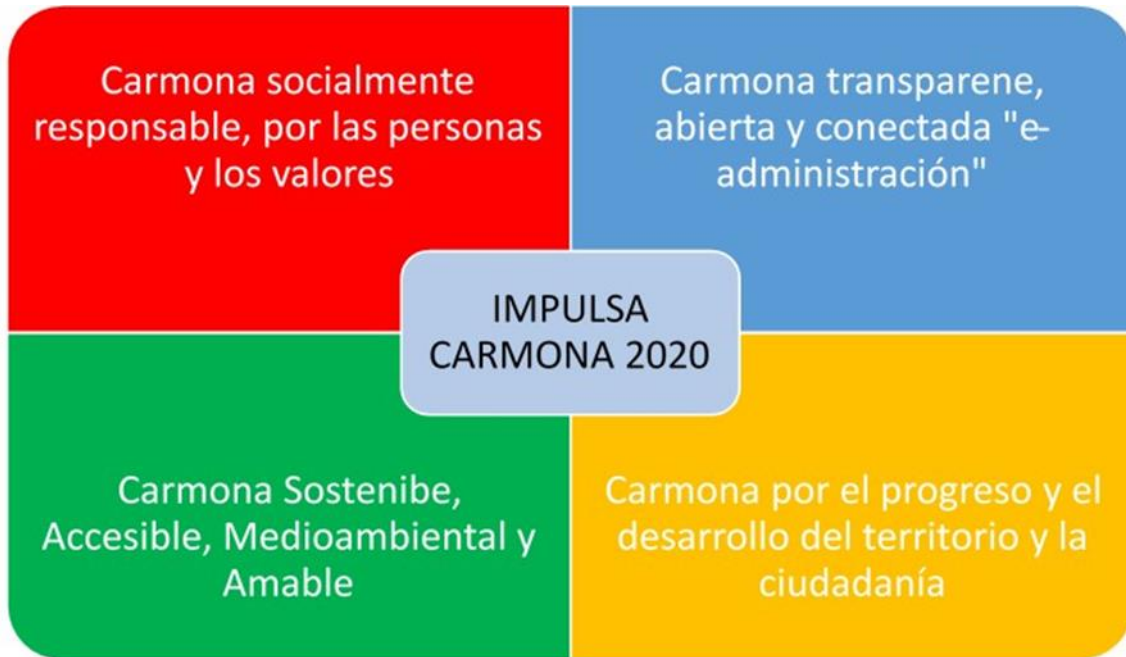 Carmona socialmente
responsable, por las personas
y los valores
Carmona transparene,
abierta y conectada "e-
administración"
IMPULSA
CARMONA 2020
Carmona Sostenibe,
Accesible, Medioambiental y
Amable
Carmona por el progreso y el
desarrollo del territorio y la
ciudadanía